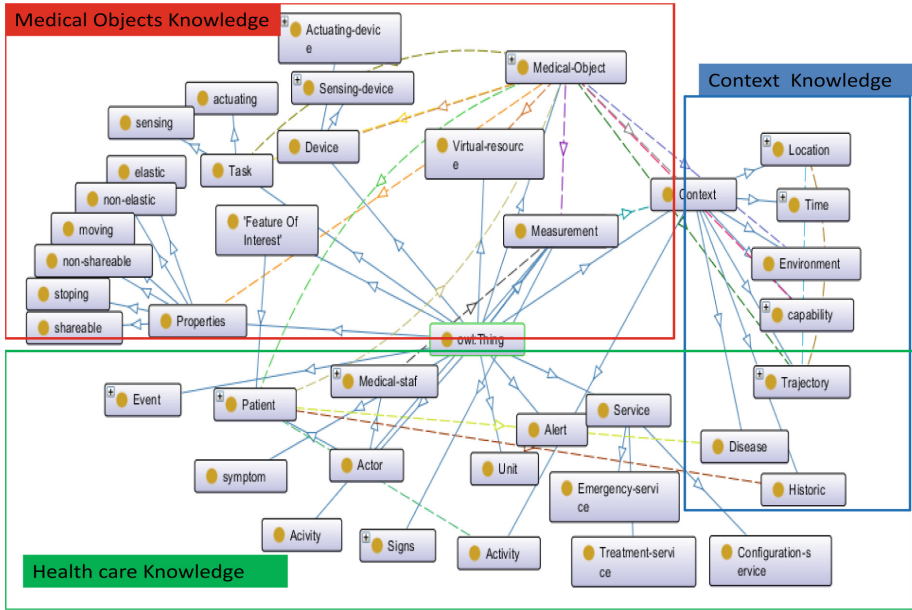 Medical Objects Knowledge
Actuating-devic
e
Medical-Object
Context Knowledge
Sensing-device
actuating
sensing
Device
Virtual-resourc
e
Location
elastic
Task
non-elastic
Context
Time
'Feature Of
Interest'
moving
Measurement
non-shareable
Environment
stoping
capability
shareable
Properties
owl:Thing
Medical-staf
Trajectory
Event
Patient
Service
Alert
Disease
symptom
Actor
Unit
Emergency-servi
ce
Historic
Acivity
Signs
Activity
Treatment-servi
ce
Configuration-s
ervice
Health care Knowledge